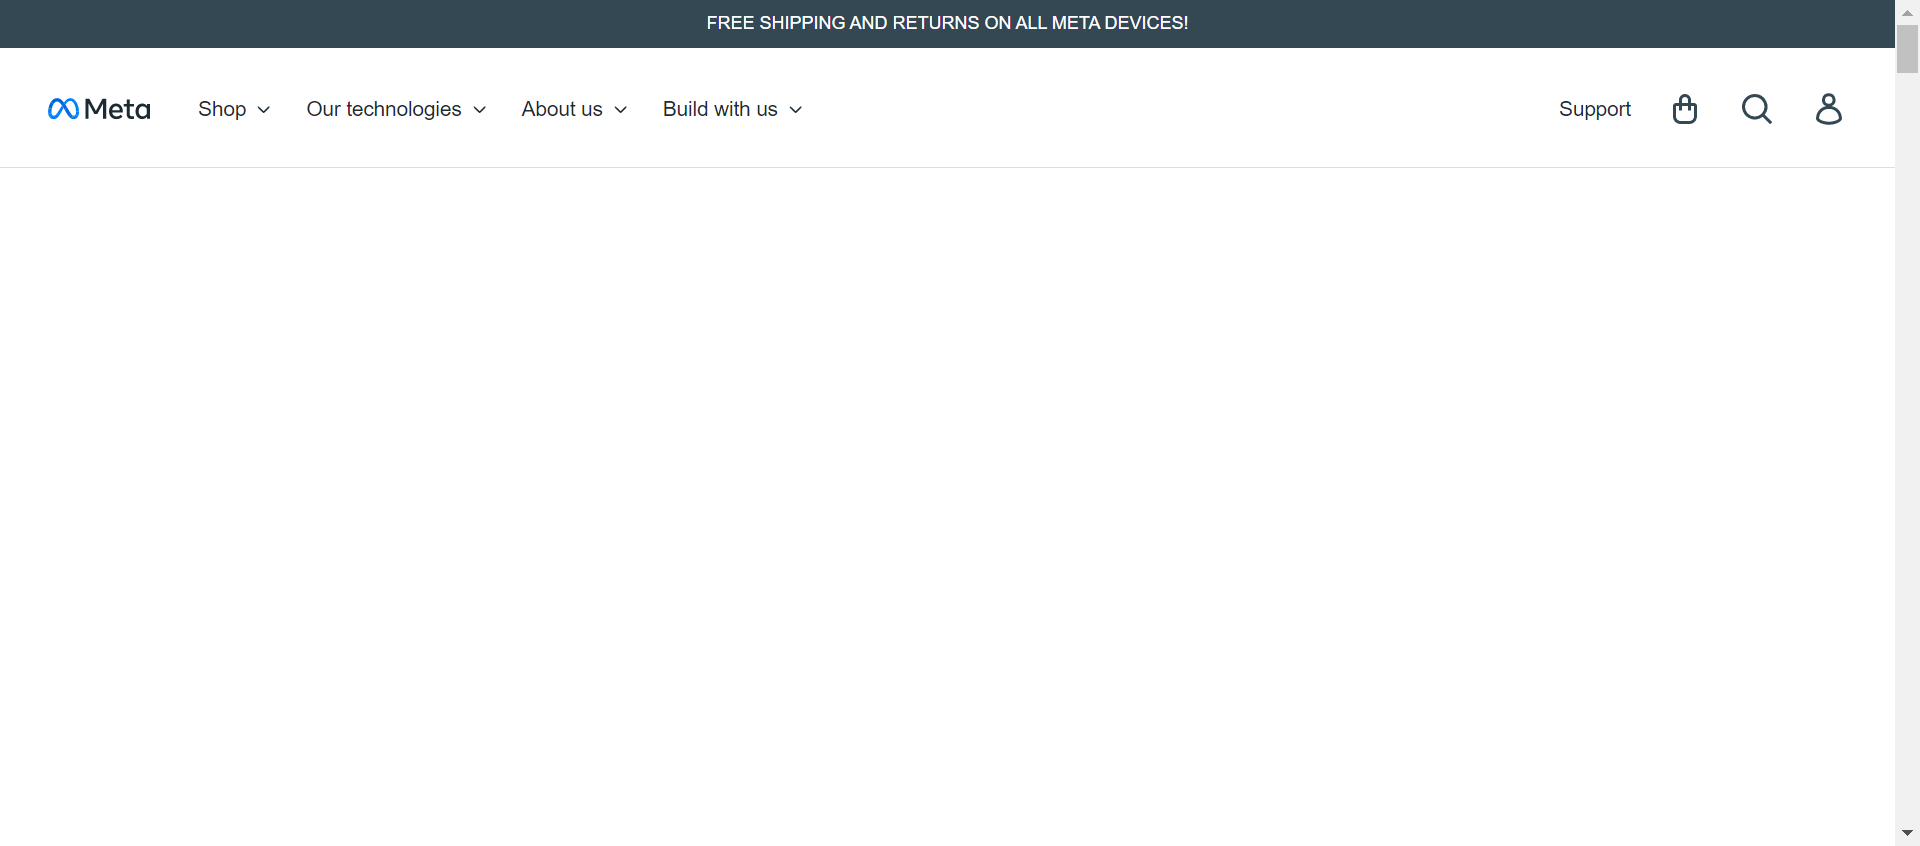 FREE SHIPPING AND RETURNS ON ALL META DEVICES!
Meta Shop Our technologies About us Build with us Support